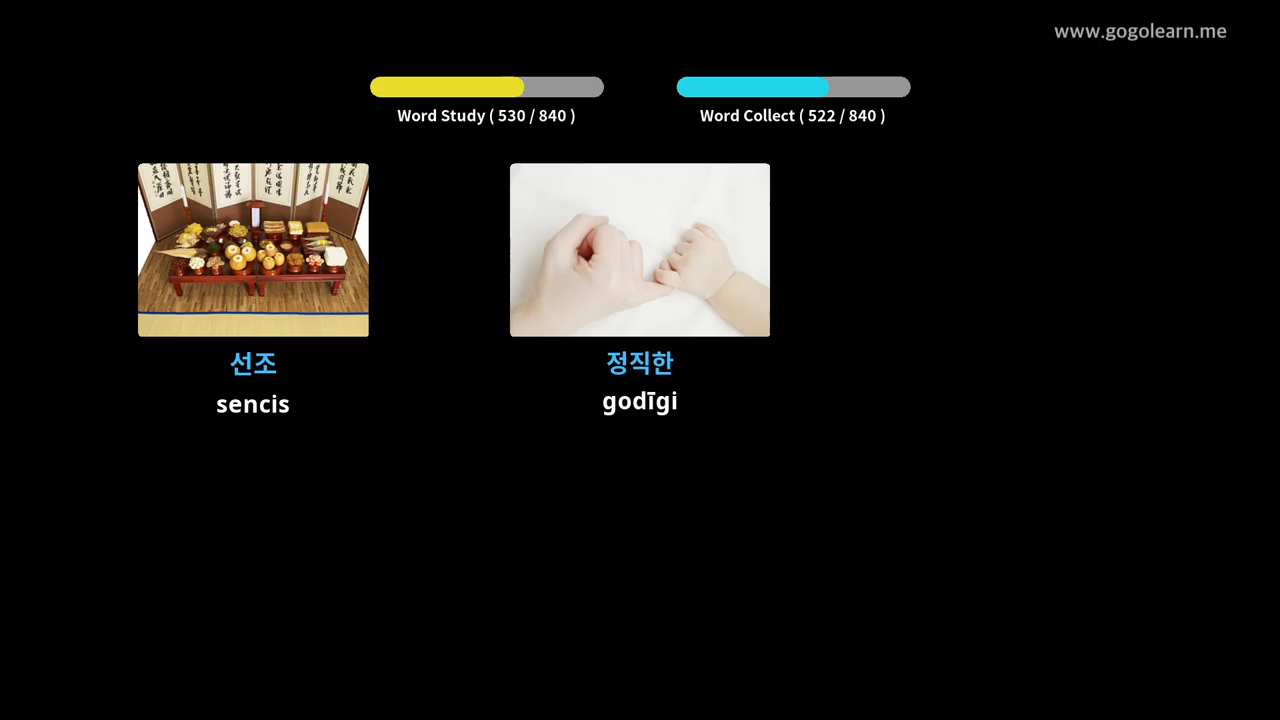 www.gogolearn.me
Word Study ( 530 / 840 )
Word Collect ( 522 / 840 )
선조
정직한
sencis
godīgi